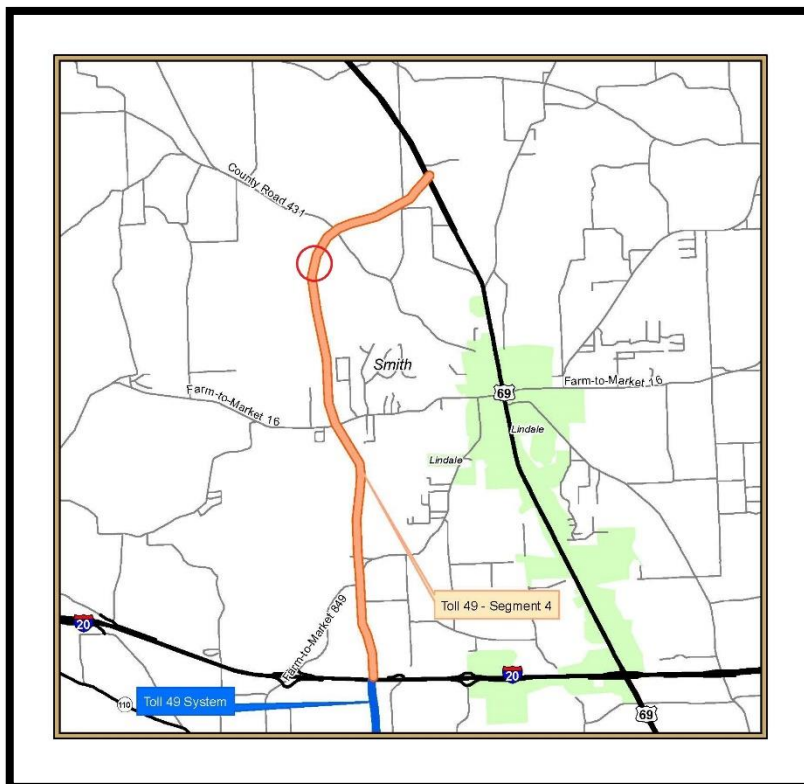 County Road 431
Smith
Farm-to-Market 16
69
Farm-to-Market 16
Lindale
Lindale
Toll 49 - Segment 4
Farm-to-Market 849
20
20
110
Toll 49 System
69